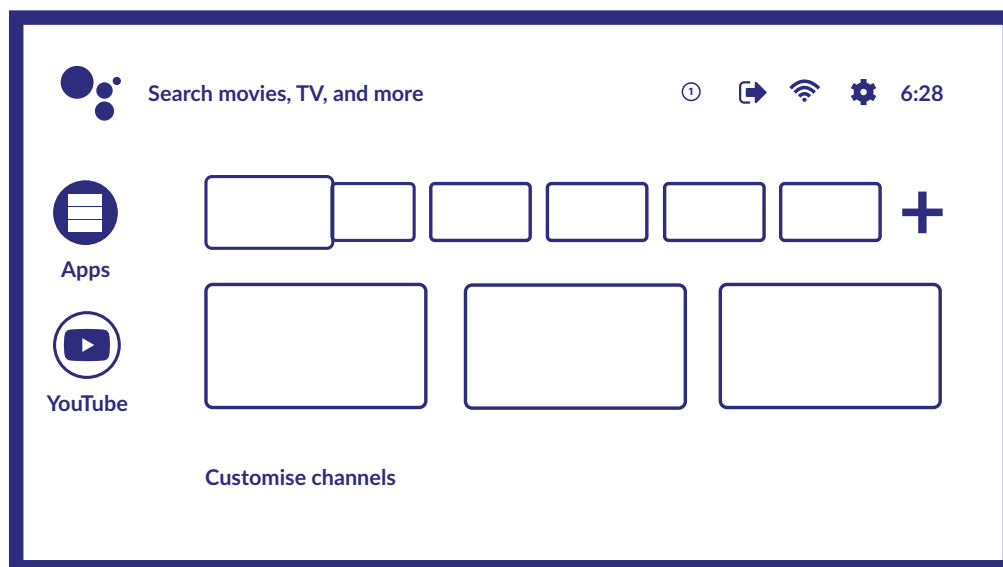 Search movies, TV, and more
1
6:28
Apps
YouTube
Customise channels